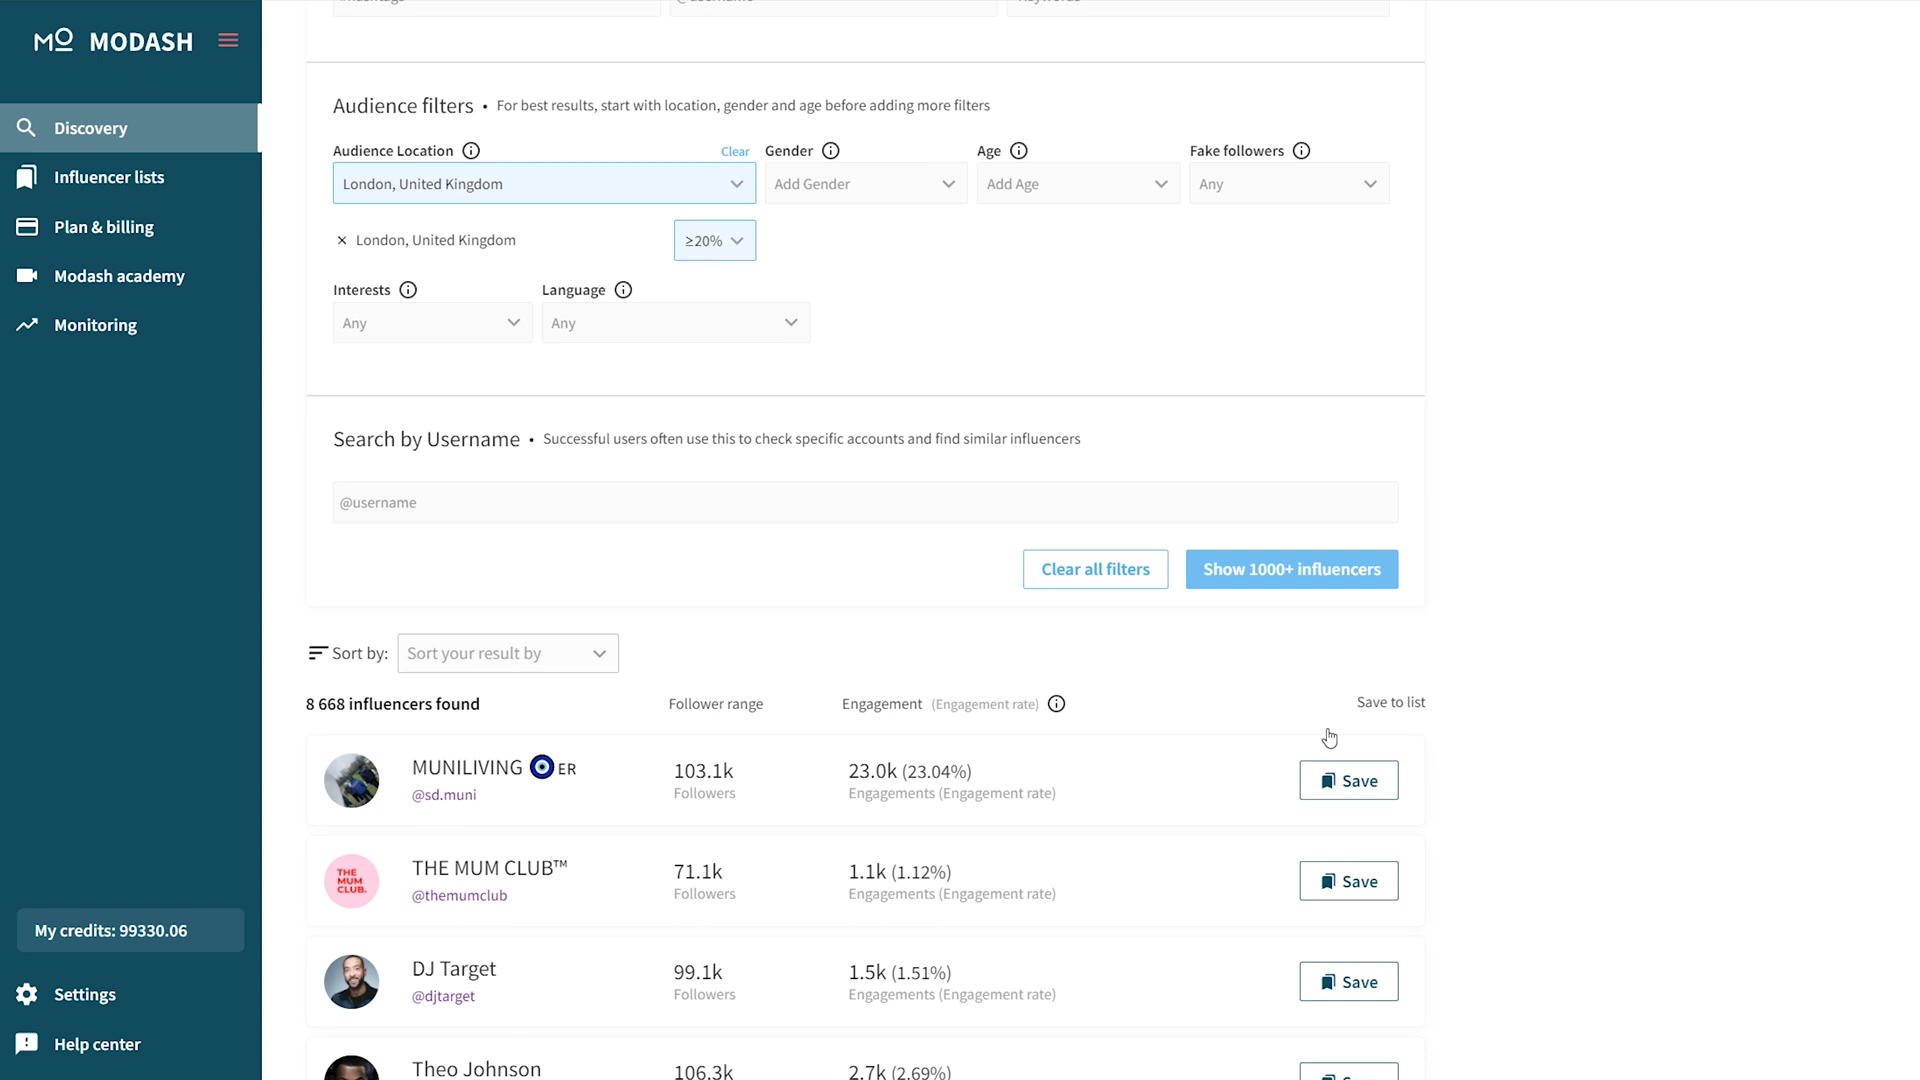 MO MODASH
Discovery
Influencer lists
Plan & billing
Modash academy
Monitoring
My credits: 99330.06
Settings
Help center
Audience filters • For best results, start with location, gender and age before adding more filters
Audience Location Clear Gender Age Fake followers
London, United Kingdom Add Gender Add Age Any
× London, United Kingdom ≥20%
Interests Language
Any Any
Search by Username • Successful users often use this to check specific accounts and find similar influencers
@username
Clear all filters Show 1000+ influencers
Sort by: Sort your result by
8 668 influencers found Follower range Engagement (Engagement rate) Save to list
MUNILIVING 🧿 ER 103.1k 23.0k (23.04%) Save
@sd.muni Followers Engagements (Engagement rate)
THE MUM CLUB.
THE MUM CLUB™ 71.1k 1.1k (1.12%) Save
@themumclub Followers Engagements (Engagement rate)
DJ Target 99.1k 1.5k (1.51%) Save
@djtarget Followers Engagements (Engagement rate)
Theo Johnson 106.3k 2.7k (2.69%)